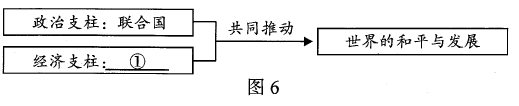 政治支柱：联合国
共同推动
世界的和平与发展
经济支柱：①
图 6